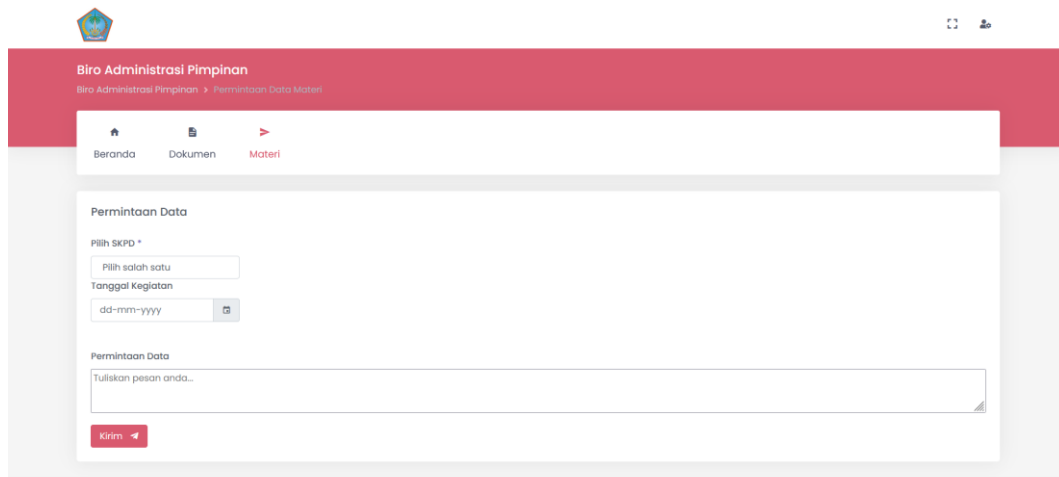 Biro Administrasi Pimpinan
Biro Administrasi Pimpinan > Permintaan Data Materi
Beranda Dokumen Materi
Permintaan Data
Pilih SKPD *
Pilih salah satu
Tanggal Kegiatan
dd-mm-yyyy
Permintaan Data
Tuliskan pesan anda...
Kirim